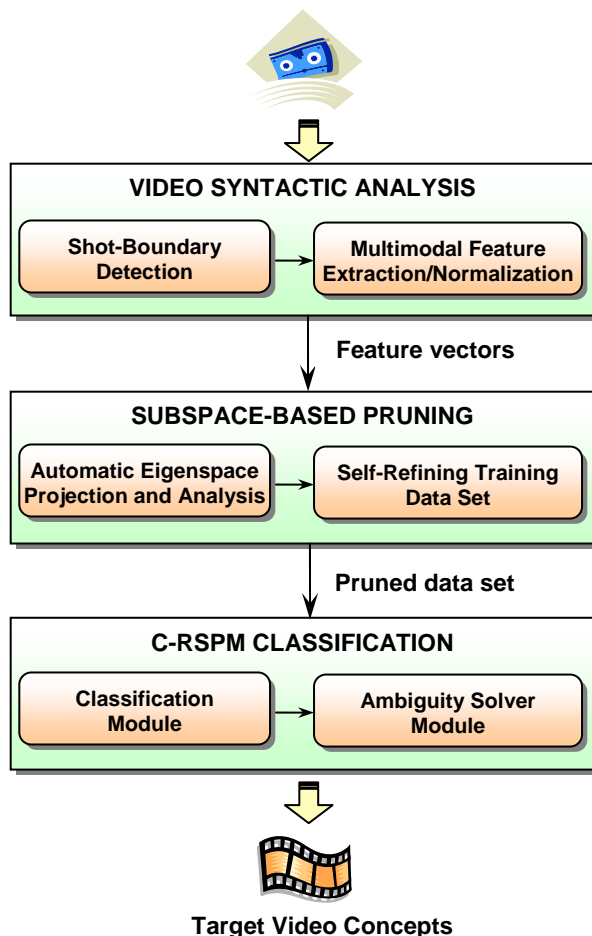 VIDEO SYNTACTIC ANALYSIS
Shot-Boundary
Detection
Multimodal Feature
Extraction/Normalization
Feature vectors
SUBSPACE-BASED PRUNING
Automatic Eigenspace
Projection and Analysis
Self-Refining Training
Data Set
Pruned data set
C-RSPM CLASSIFICATION
Classification
Module
Ambiguity Solver
Module
Target Video Concepts